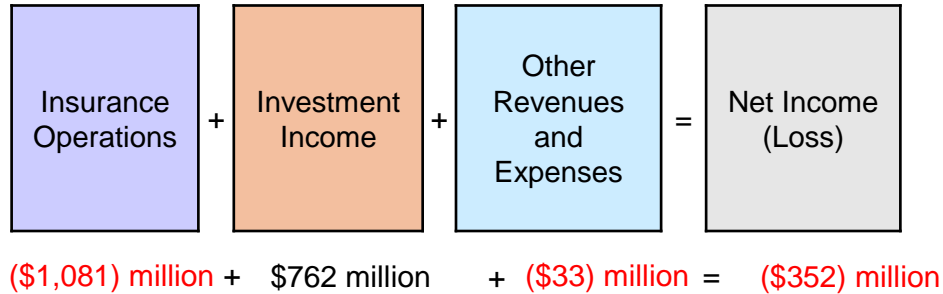 Insurance
Operations
+
Investment
Income
+
Other
Revenues
and
Expenses
=
Net Income
(Loss)
($1,081) million + $762 million + ($33) million = ($352) million